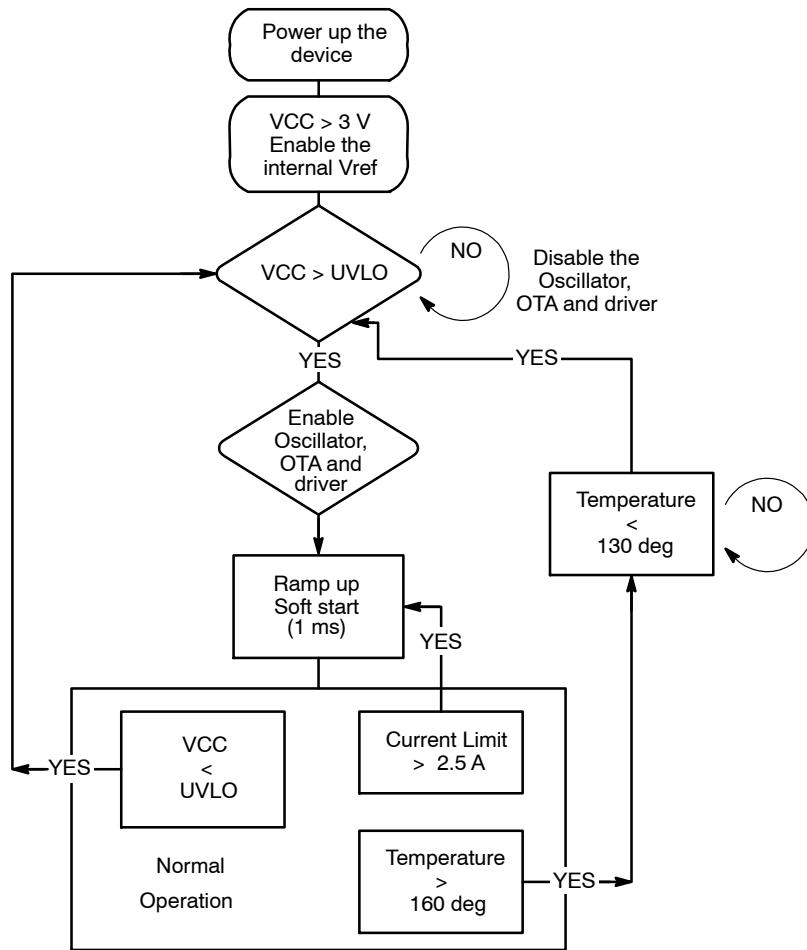 Power up the
device
VCC > 3 V
Enable the
internal Vref
VCC > UVLO
NO
Disable the
Oscillator,
OTA and driver
YES
YES
Enable
Oscillator,
OTA and
driver
Temperature
<
130 deg
NO
Ramp up
Soft start
(1 ms)
YES
VCC
<
UVLO
YES
Current Limit
> 2.5 A
Normal
Operation
Temperature
>
160 deg
YES